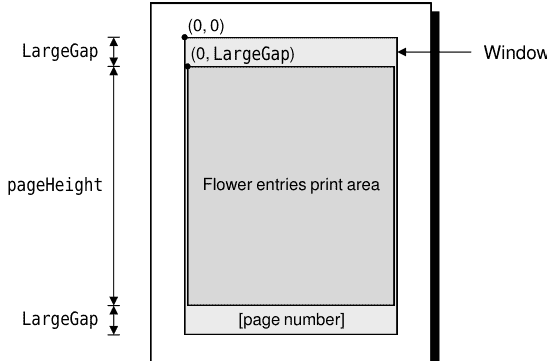 (0, 0)
LargeGap
(0, LargeGap)
Window
pageHeight
Flower entries print area
LargeGap
[page number]